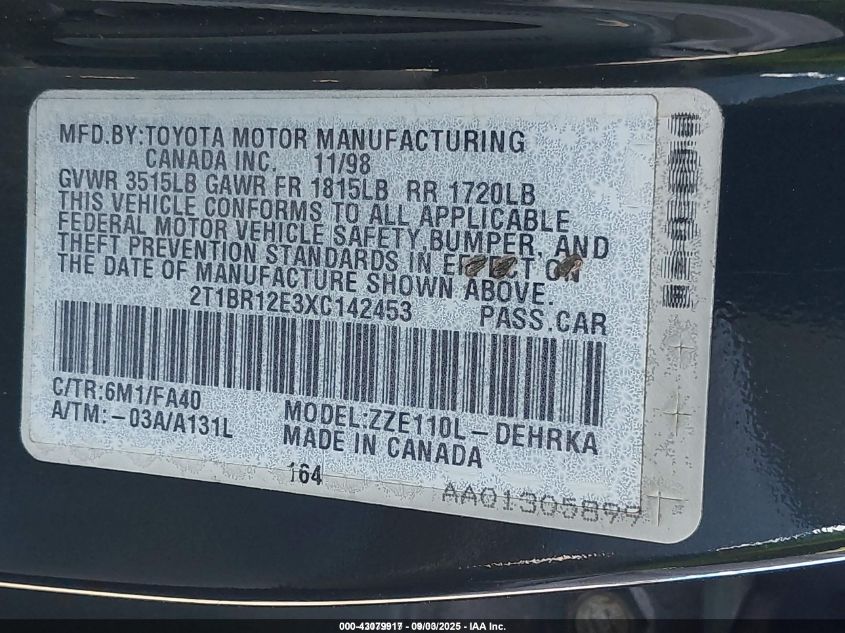 MFD.BY:TOYOTA MOTOR MANUFACTURING
CANADA INC. 11/98
GVWR 3515LB GAWR FR 1815LB RR 1720LB
THIS VEHICLE CONFORMS TO ALL APPLICABLE
FEDERAL MOTOR VEHICLE SAFETY,BUMPER, AND
THEFT PREVENTION STANDARDS IN EFFECT ON
THE DATE OF MANUFACTURE SHOWN ABOVE.
2T1BR12E3XC142453 PASS.CAR
C/TR:6M1/FA40
A/TM:-03A/A131L
MODEL:ZZE110L-DEHRKA
MADE IN CANADA
164
AA01305899
000-43079917 - 09/03/2025 - IAA Inc.